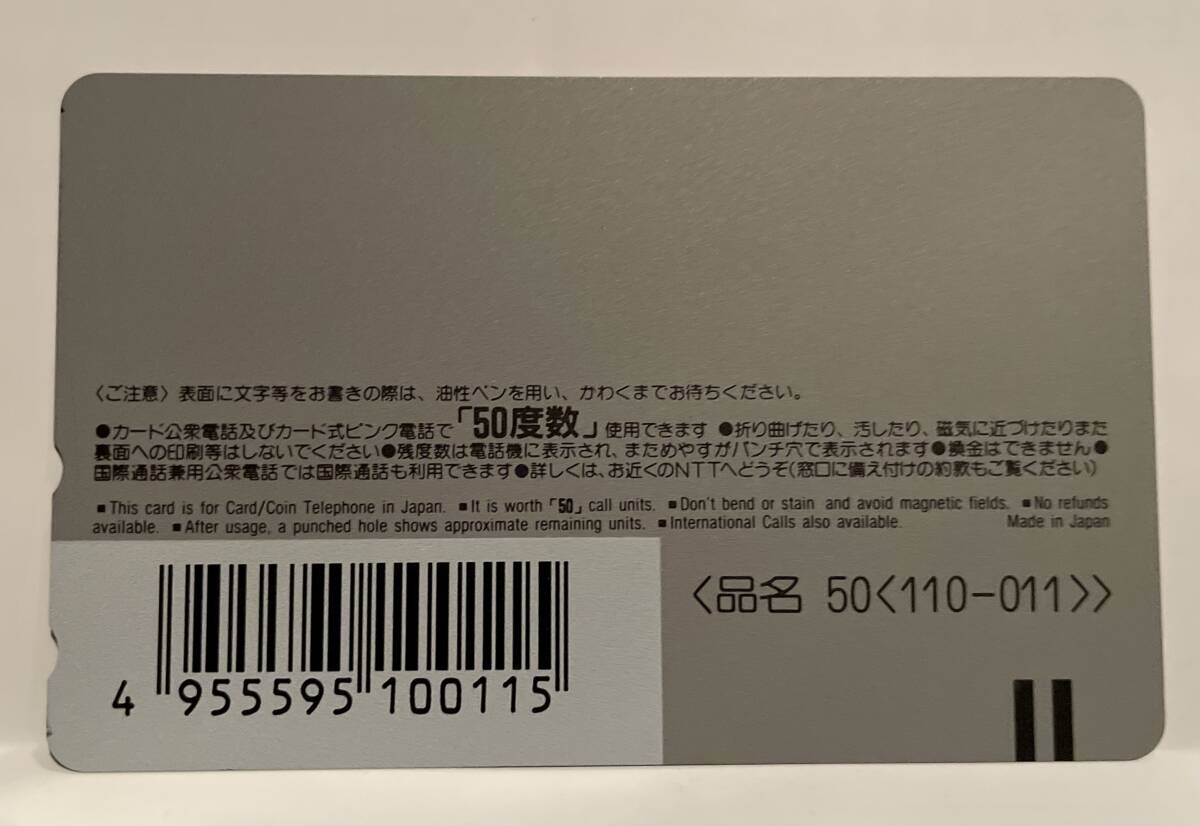 〈ご注意〉表面に文字等をお書きの際は、油性ペンを用い、かわくまでお待ちください。
●カード公衆電話及びカード式ピンク電話で「50度数」使用できます ●折り曲げたり、汚したり、磁気に近づけたりまた
裏面への印刷等はしないでください●残度数は電話機に表示され、まためやすがパンチ穴で表示されます●換金はできません●
国際通話兼用公衆電話では国際通話も利用できます●詳しくは、お近くのNTTへどうぞ(窓口に備え付けの約款もご覧ください)
■This card is for Card/Coin Telephone in Japan. ■It is worth「50」call units. ■Don't bend or stain and avoid magnetic fields. ■No refunds
available. ■After usage, a punched hole shows approximate remaining units. ■International Calls also available. Made in Japan
〈品名 50〈110-011〉〉
4 955595 100115